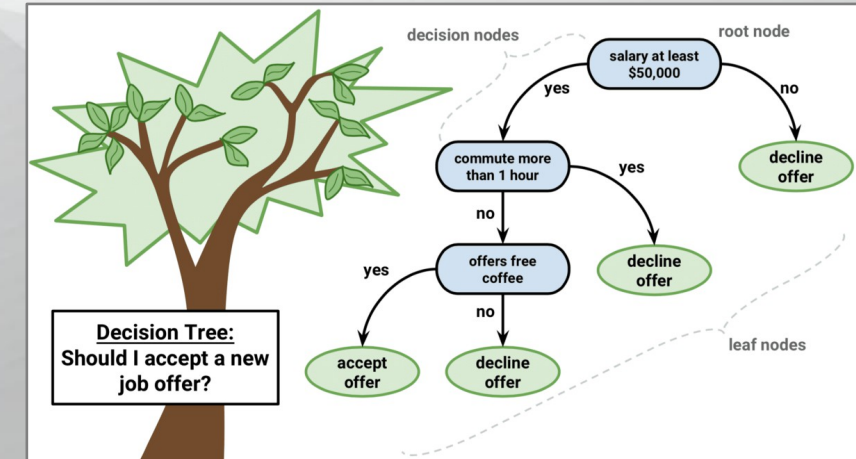 decision nodes
root node
salary at least
$50,000
yes
no
decline
offer
commute more
than 1 hour
yes
no
decline
offer
offers free
coffee
yes
no
accept
offer
decline
offer
leaf nodes
Decision Tree:
Should I accept a new
job offer?